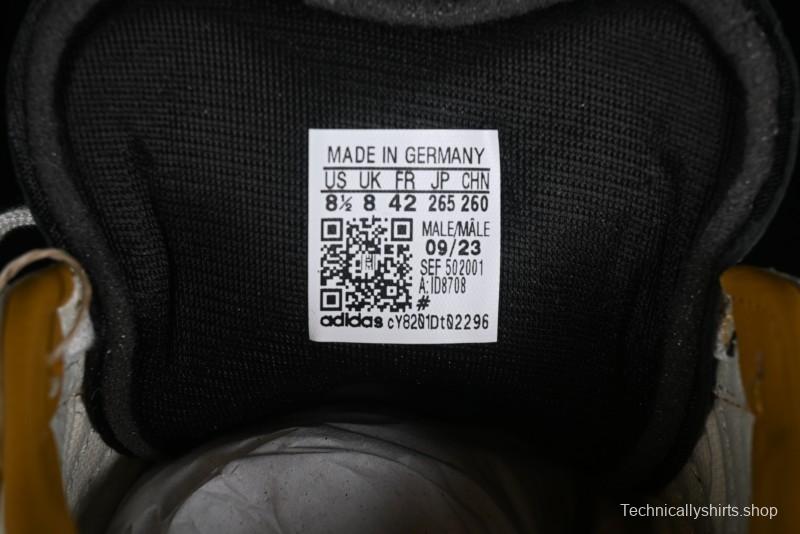 MADE IN GERMANY
US UK FR JP CHN
8½ 8 42 265 260
MALE/MÂLE
09/23
SEF 502001
A: ID8708
#
adidas cY8201Dt02296
Technicallyshirts.shop